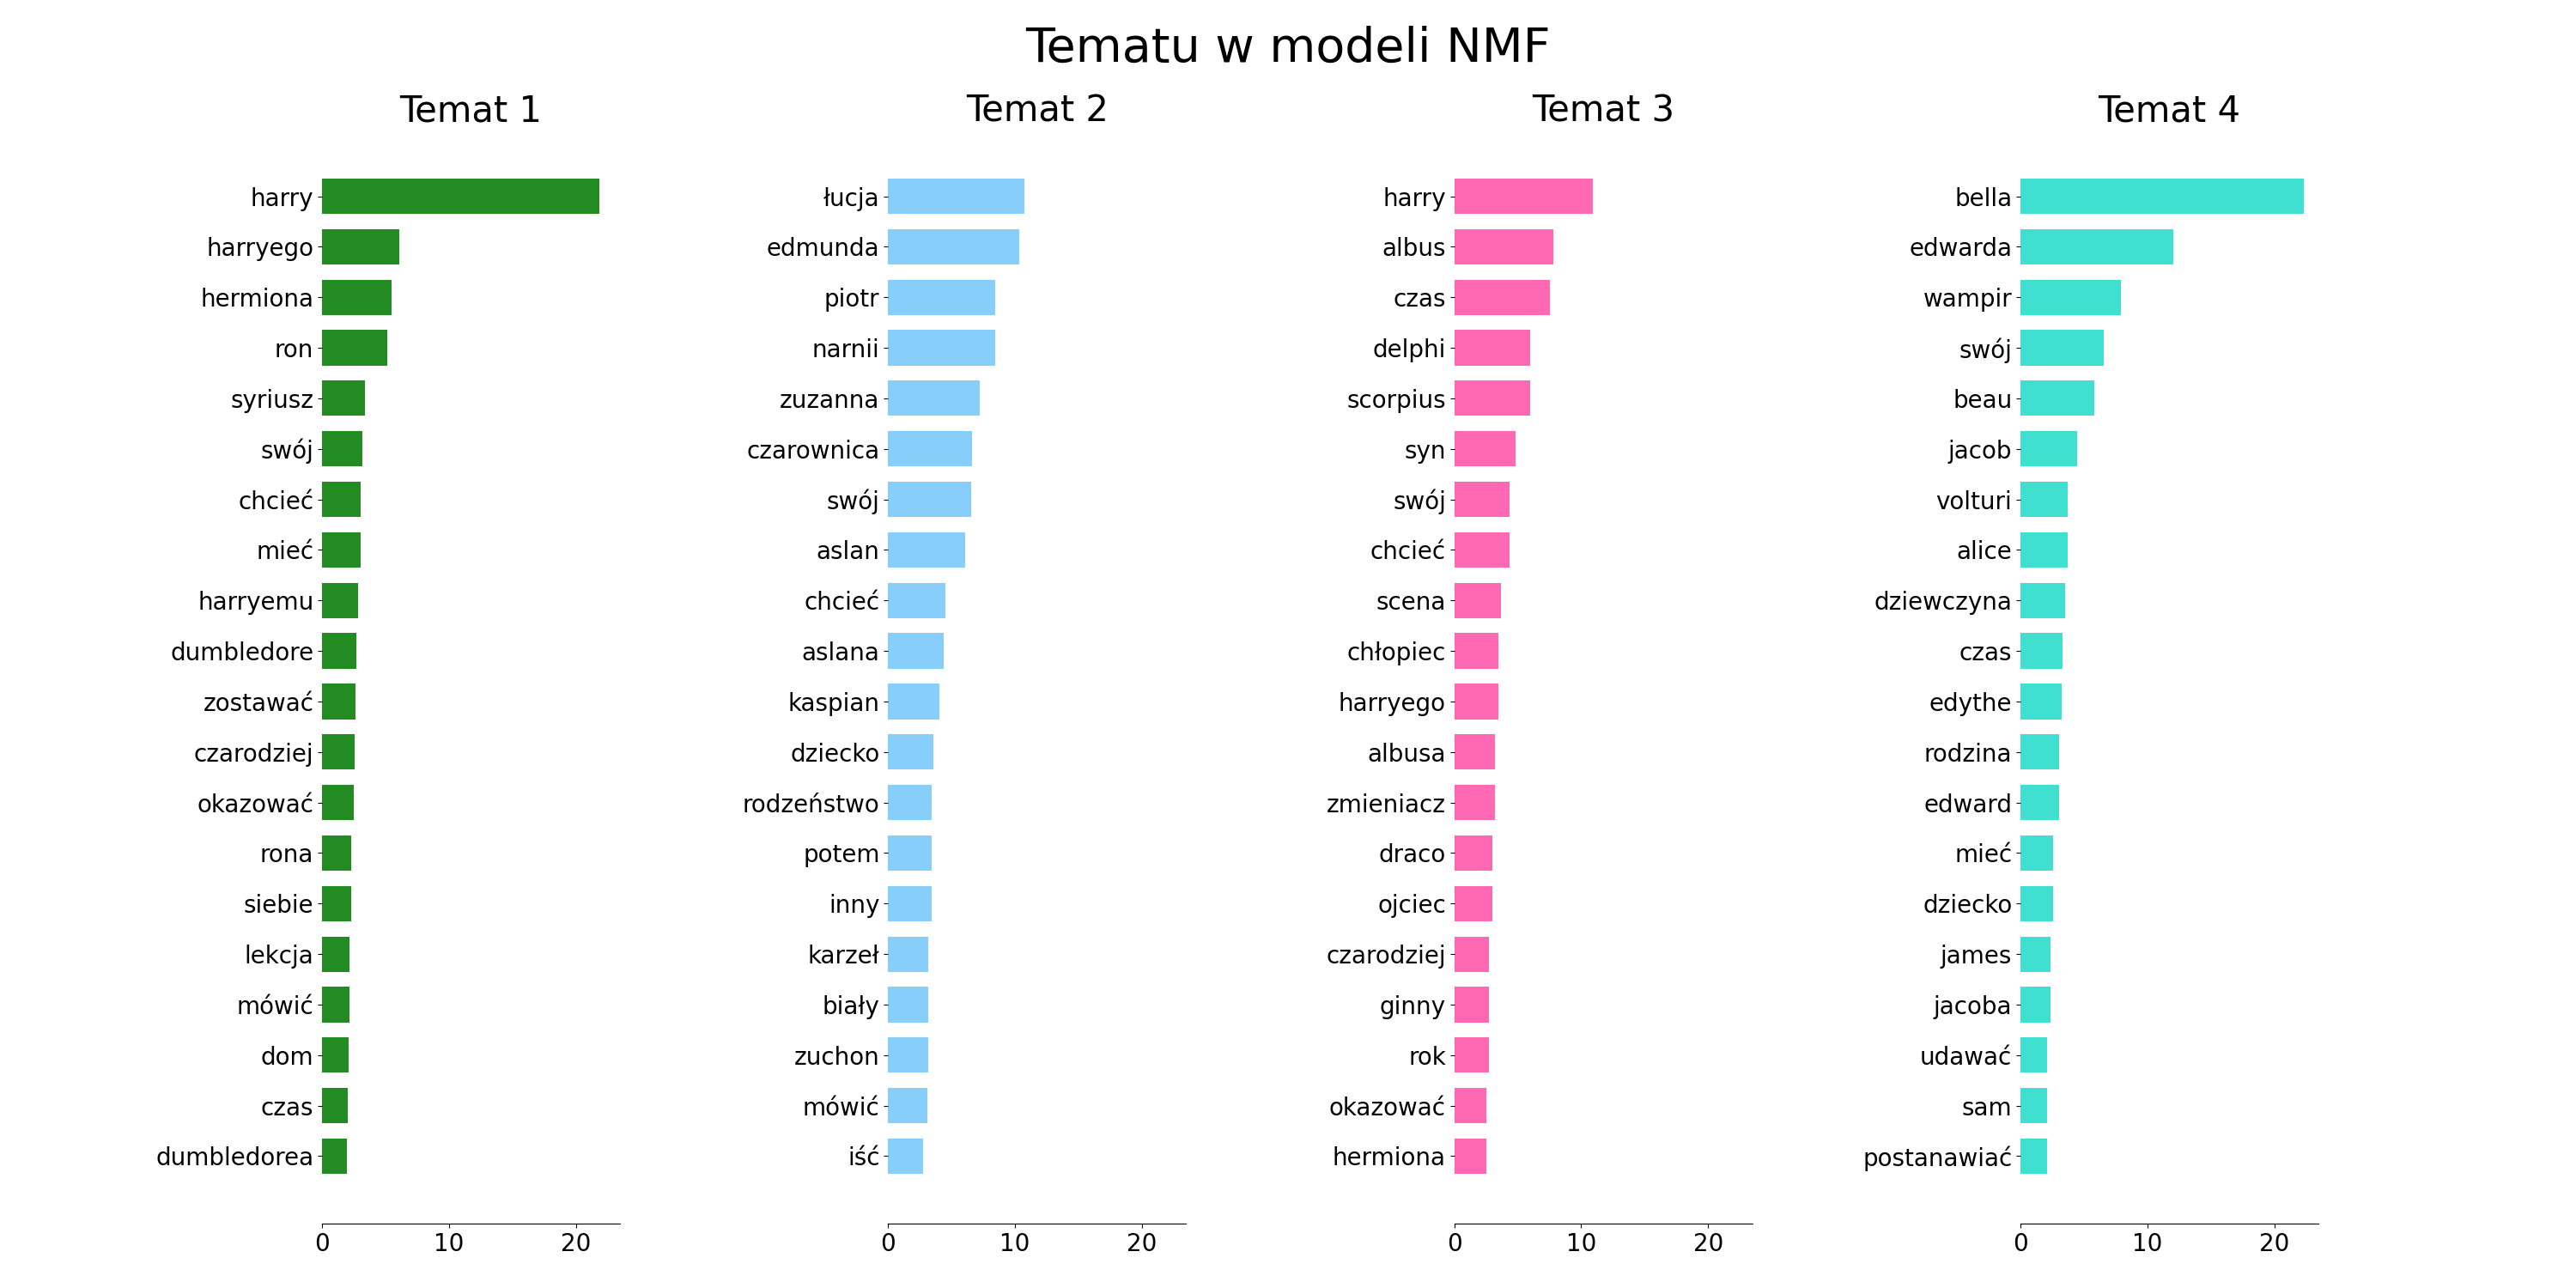 Tematu w modeli NMF
Temat 1
harry
harryego
hermiona
ron
syriusz
swój
chcieć
mieć
harryemu
dumbledore
zostawać
czarodziej
okazować
rona
siebie
lekcja
mówić
dom
czas
dumbledorea
0 10 20
Temat 2
łucja
edmunda
piotr
narnii
zuzanna
czarownica
swój
aslan
chcieć
aslana
kaspian
dziecko
rodzeństwo
potem
inny
karzeł
biały
zuchon
mówić
iść
0 10 20
Temat 3
harry
albus
czas
delphi
scorpius
syn
swój
chcieć
scena
chłopiec
harryego
albusa
zmieniacz
draco
ojciec
czarodziej
ginny
rok
okazować
hermiona
0 10 20
Temat 4
bella
edwarda
wampir
swój
beau
jacob
volturi
alice
dziewczyna
czas
edythe
rodzina
edward
mieć
dziecko
james
jacoba
udawać
sam
postanawiać
0 10 20